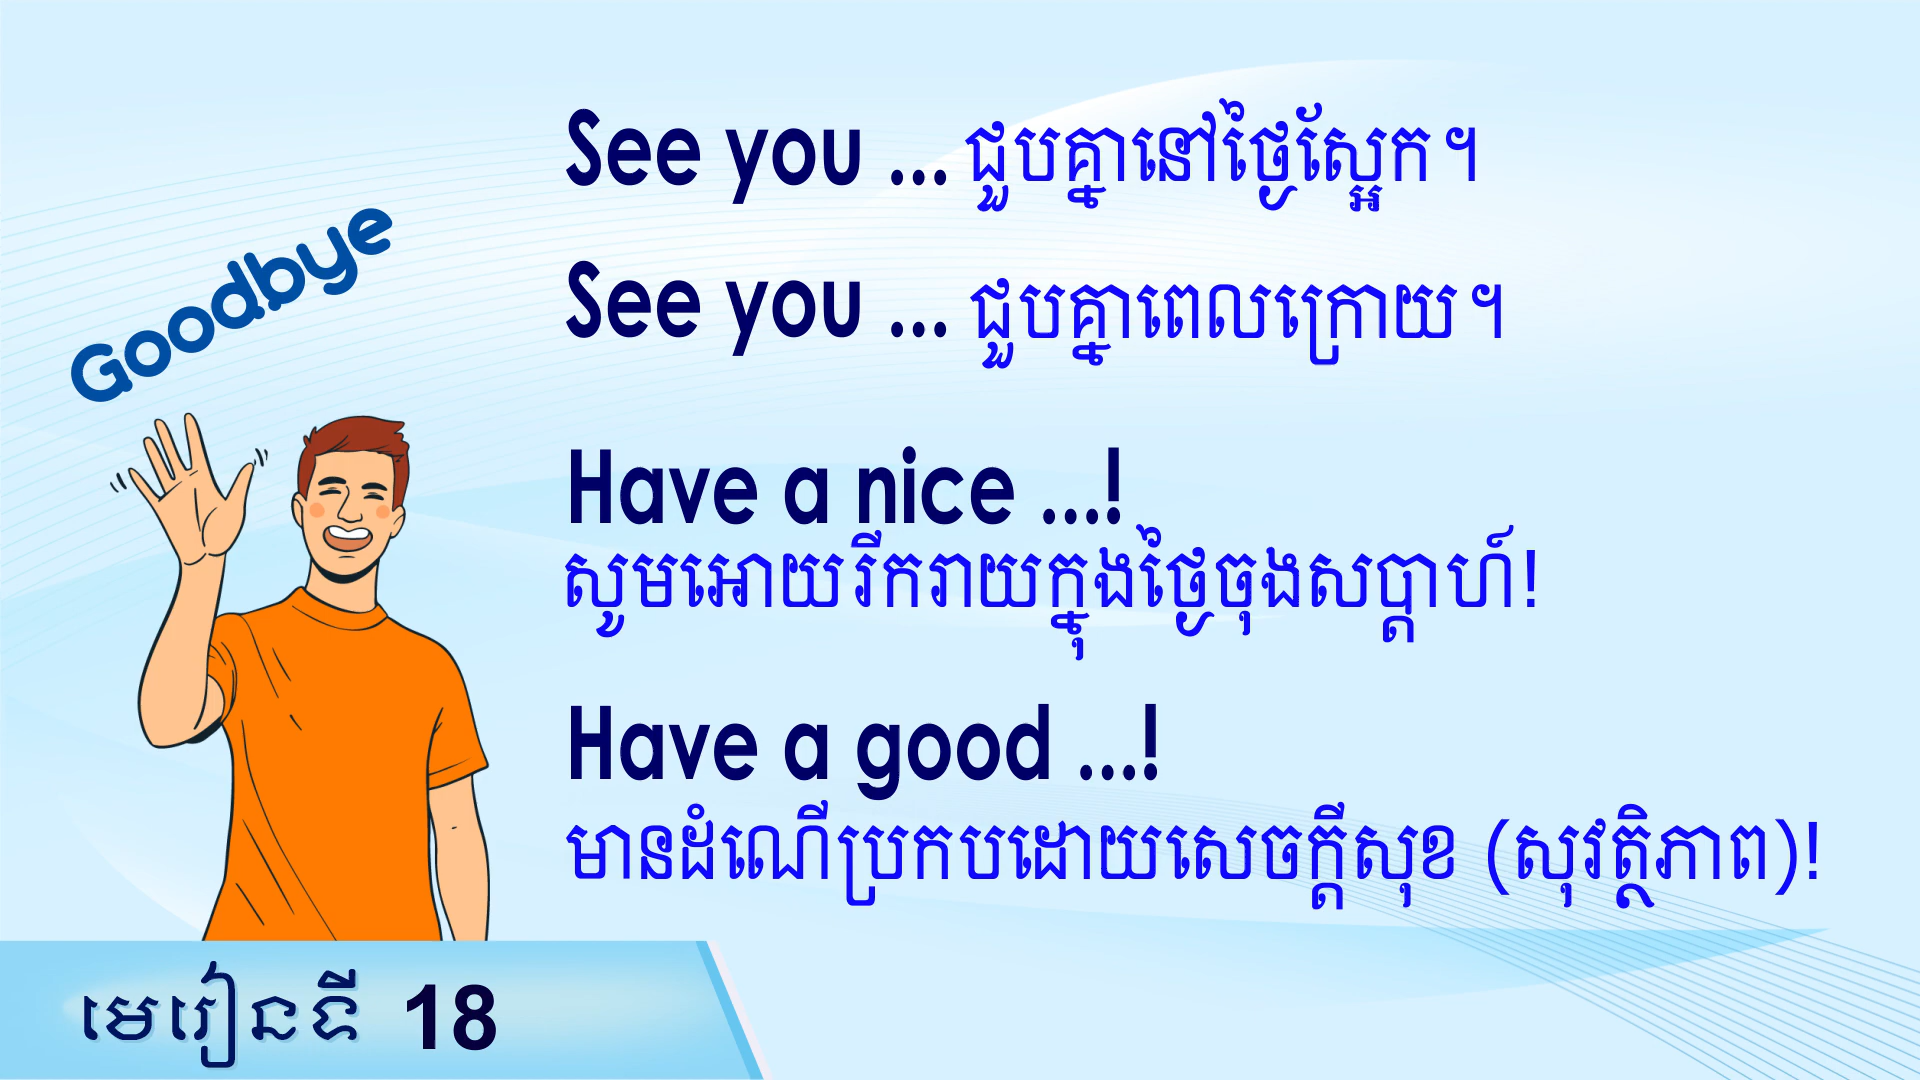 Goodbye
See you ... ជួបគ្នានៅថ្ងៃស្អែក។
See you ... ជួបគ្នាពេលក្រោយ។
Have a nice ...!
សូមអោយរីករាយក្នុងថ្ងៃចុងសប្តាហ៍!
Have a good ...!
មានដំណើប្រកបដោយសេចក្តីសុខ (សុវត្ថិភាព)!
មេរៀនទី 18